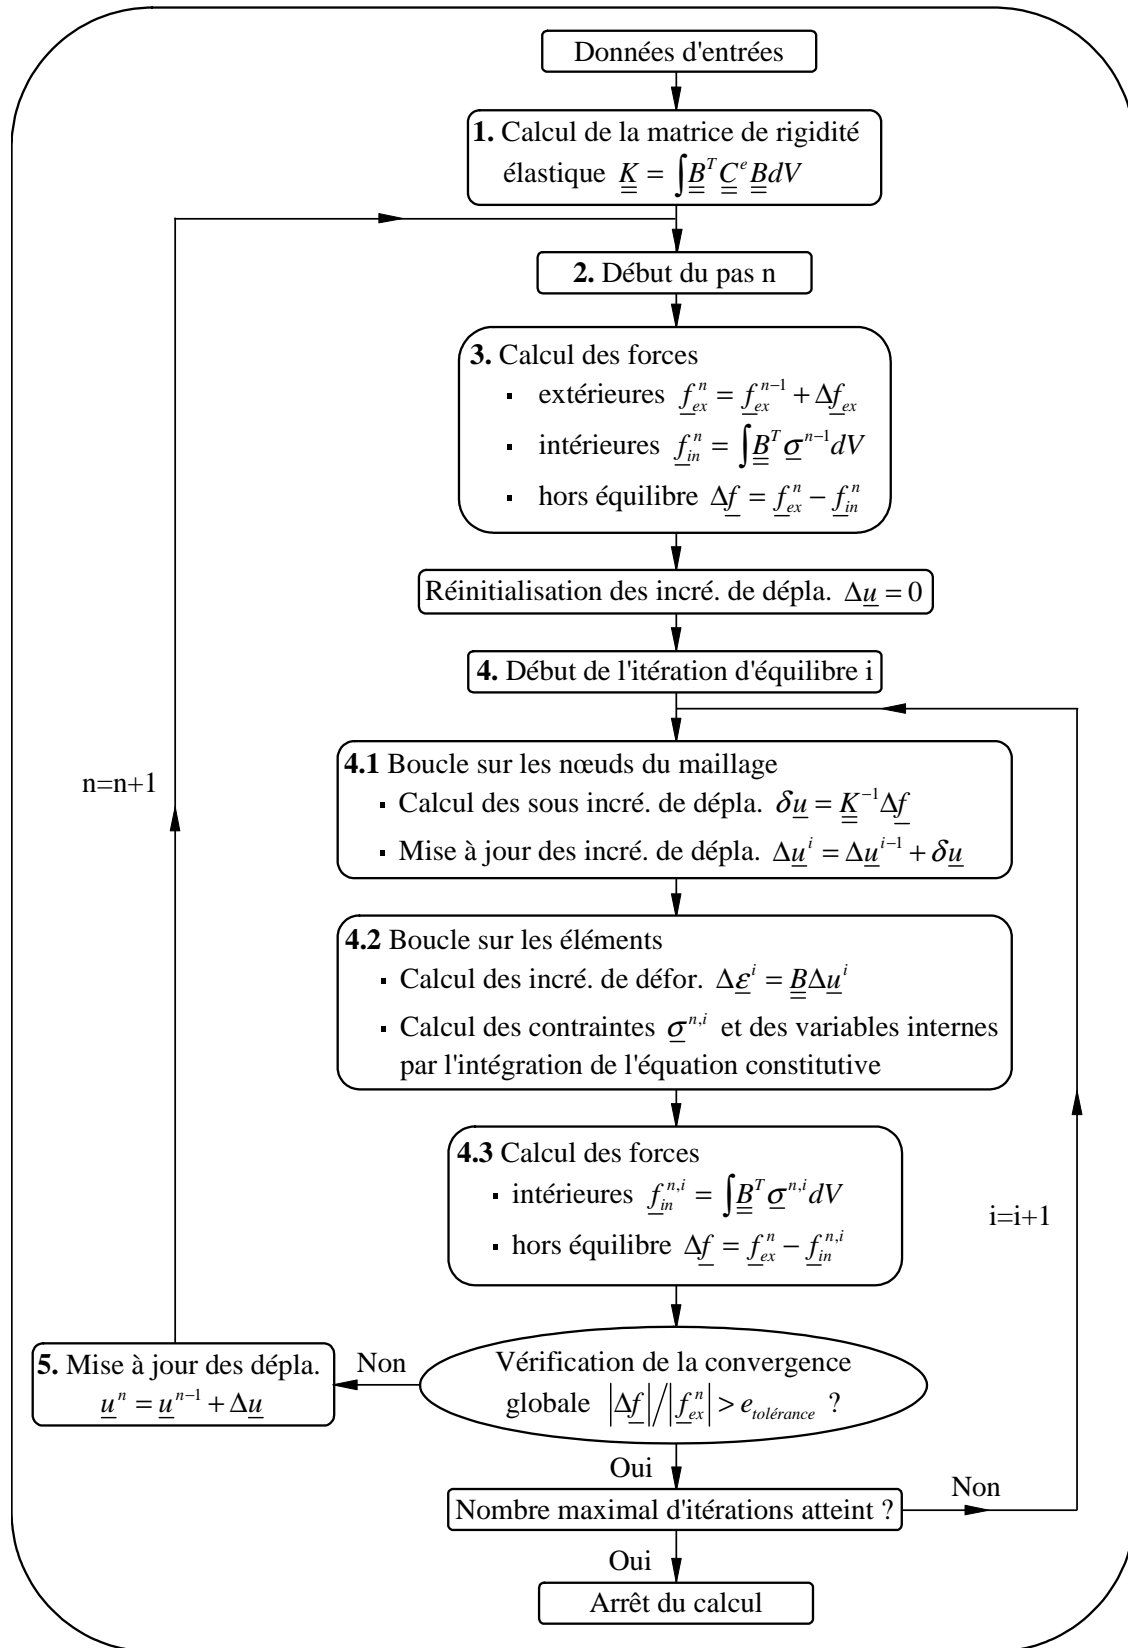 Données d'entrées
1. Calcul de la matrice de rigidité
élastique K = ∫B^T C^e B dV
2. Début du pas n
3. Calcul des forces
▪ extérieures f_ex^n = f_ex^{n−1} + Δf_ex
▪ intérieures f_in^n = ∫B^T σ^{n−1} dV
▪ hors équilibre Δf = f_ex^n − f_in^n
Réinitialisation des incré. de dépla. Δu = 0
4. Début de l'itération d'équilibre i
4.1 Boucle sur les nœuds du maillage
▪ Calcul des sous incré. de dépla. δu = K^{−1} Δf
▪ Mise à jour des incré. de dépla. Δu^i = Δu^{i−1} + δu
n=n+1
4.2 Boucle sur les éléments
▪ Calcul des incré. de défor. Δε^i = BΔu^i
▪ Calcul des contraintes σ^{n,i} et des variables internes
par l'intégration de l'équation constitutive
4.3 Calcul des forces
▪ intérieures f_in^{n,i} = ∫B^T σ^{n,i} dV
▪ hors équilibre Δf = f_ex^n − f_in^{n,i}
i=i+1
Vérification de la convergence
globale |Δf|/|f_ex^n| > e_tolérance ?
Non
5. Mise à jour des dépla.
u^n = u^{n−1} + Δu
Oui
Nombre maximal d'itérations atteint ?
Non
Oui
Arrêt du calcul